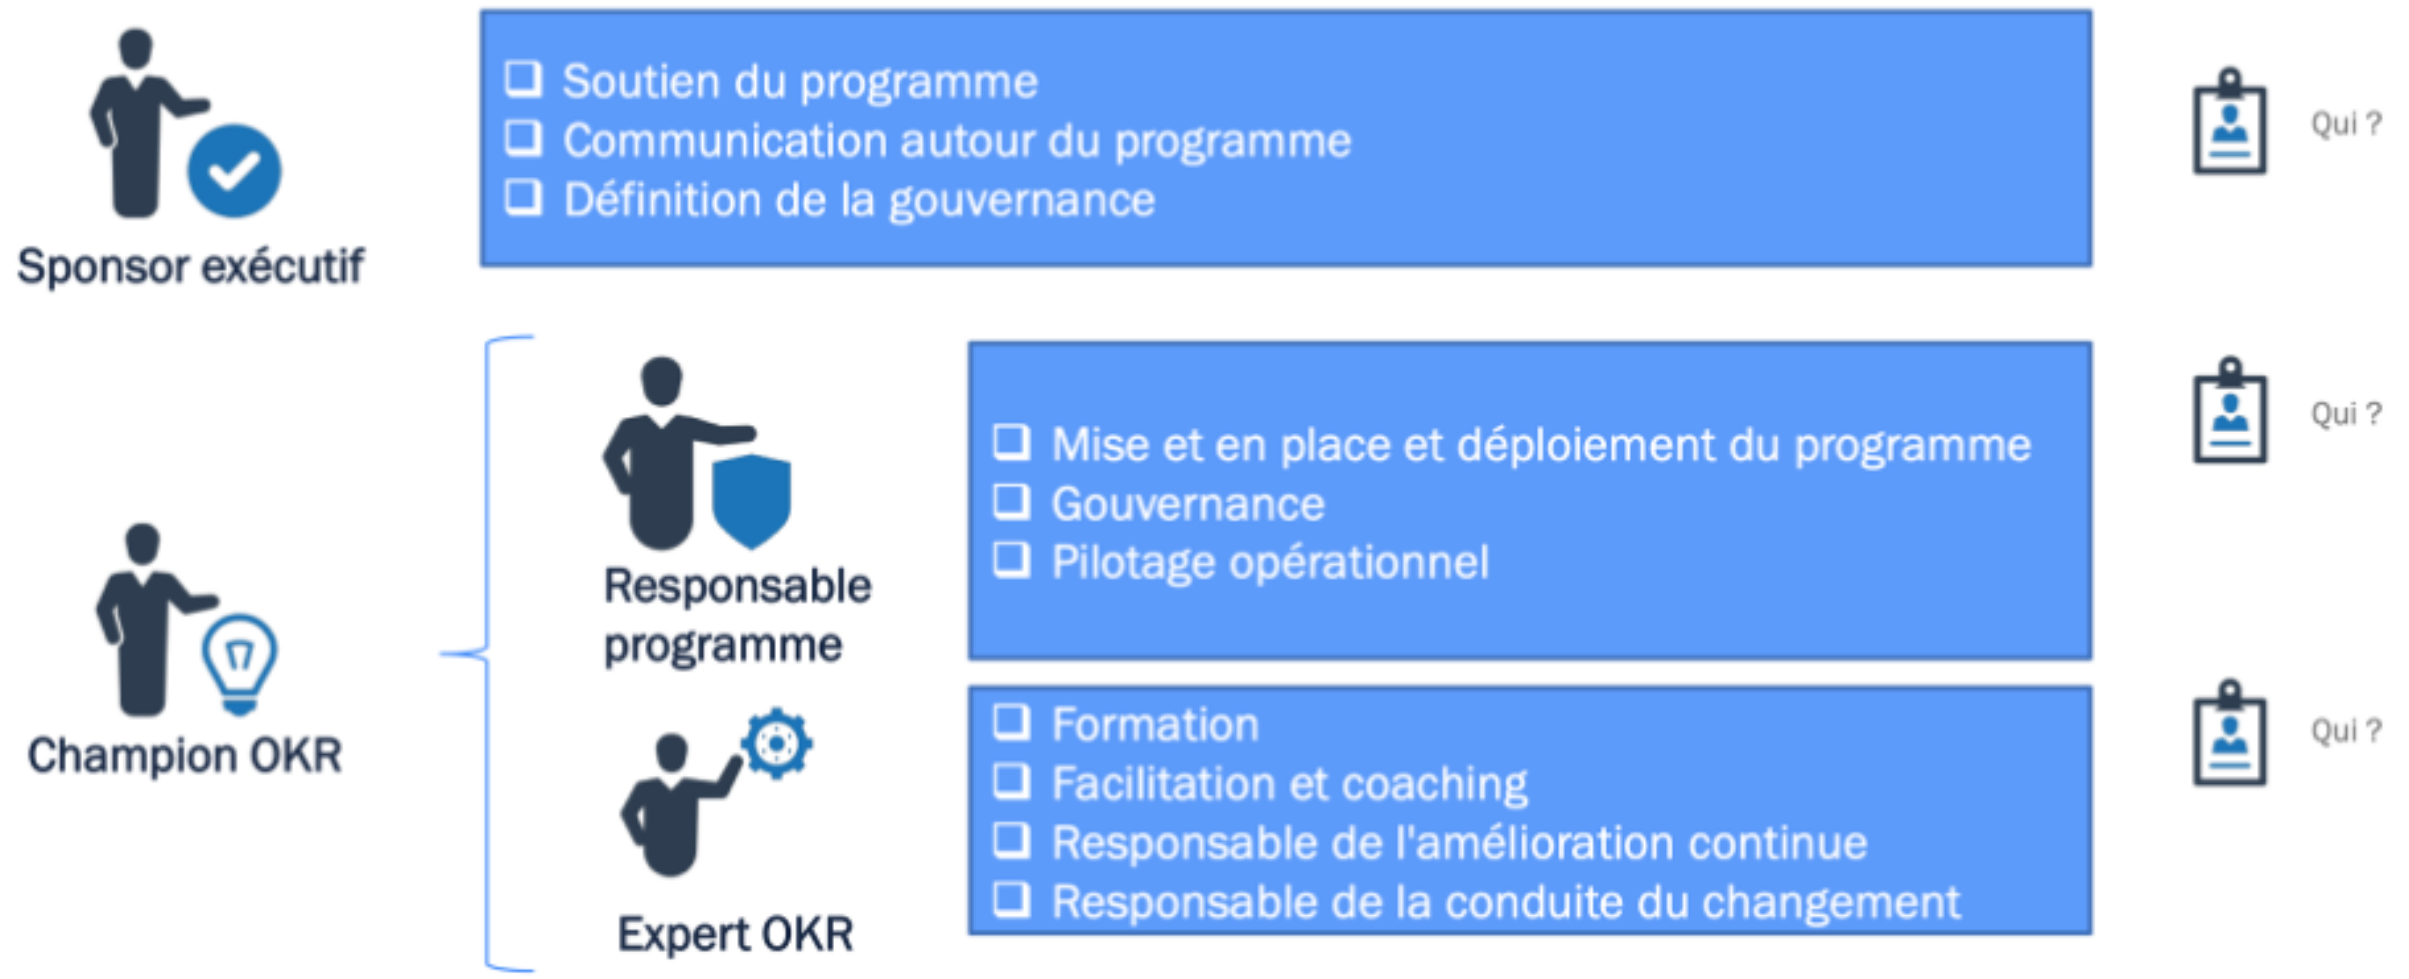 Soutien du programme
Communication autour du programme
Définition de la gouvernance
Qui ?
Sponsor exécutif
Mise et en place et déploiement du programme
Gouvernance
Pilotage opérationnel
Qui ?
Responsable
programme
Champion OKR
Formation
Facilitation et coaching
Responsable de l'amélioration continue
Responsable de la conduite du changement
Qui ?
Expert OKR